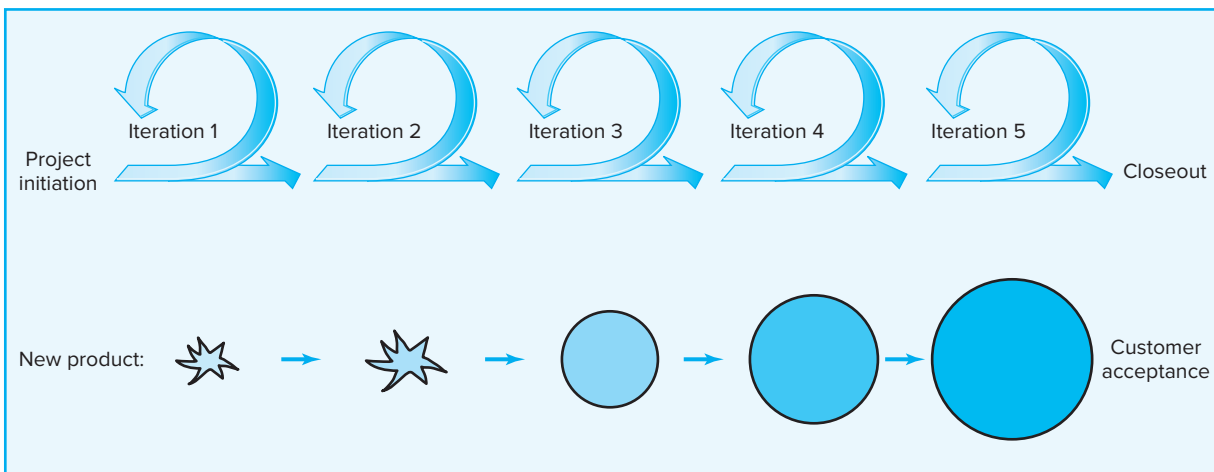 Iteration 1
Iteration 2
Iteration 3
Iteration 4
Iteration 5
Project
initiation
Closeout
New product:
Customer
acceptance